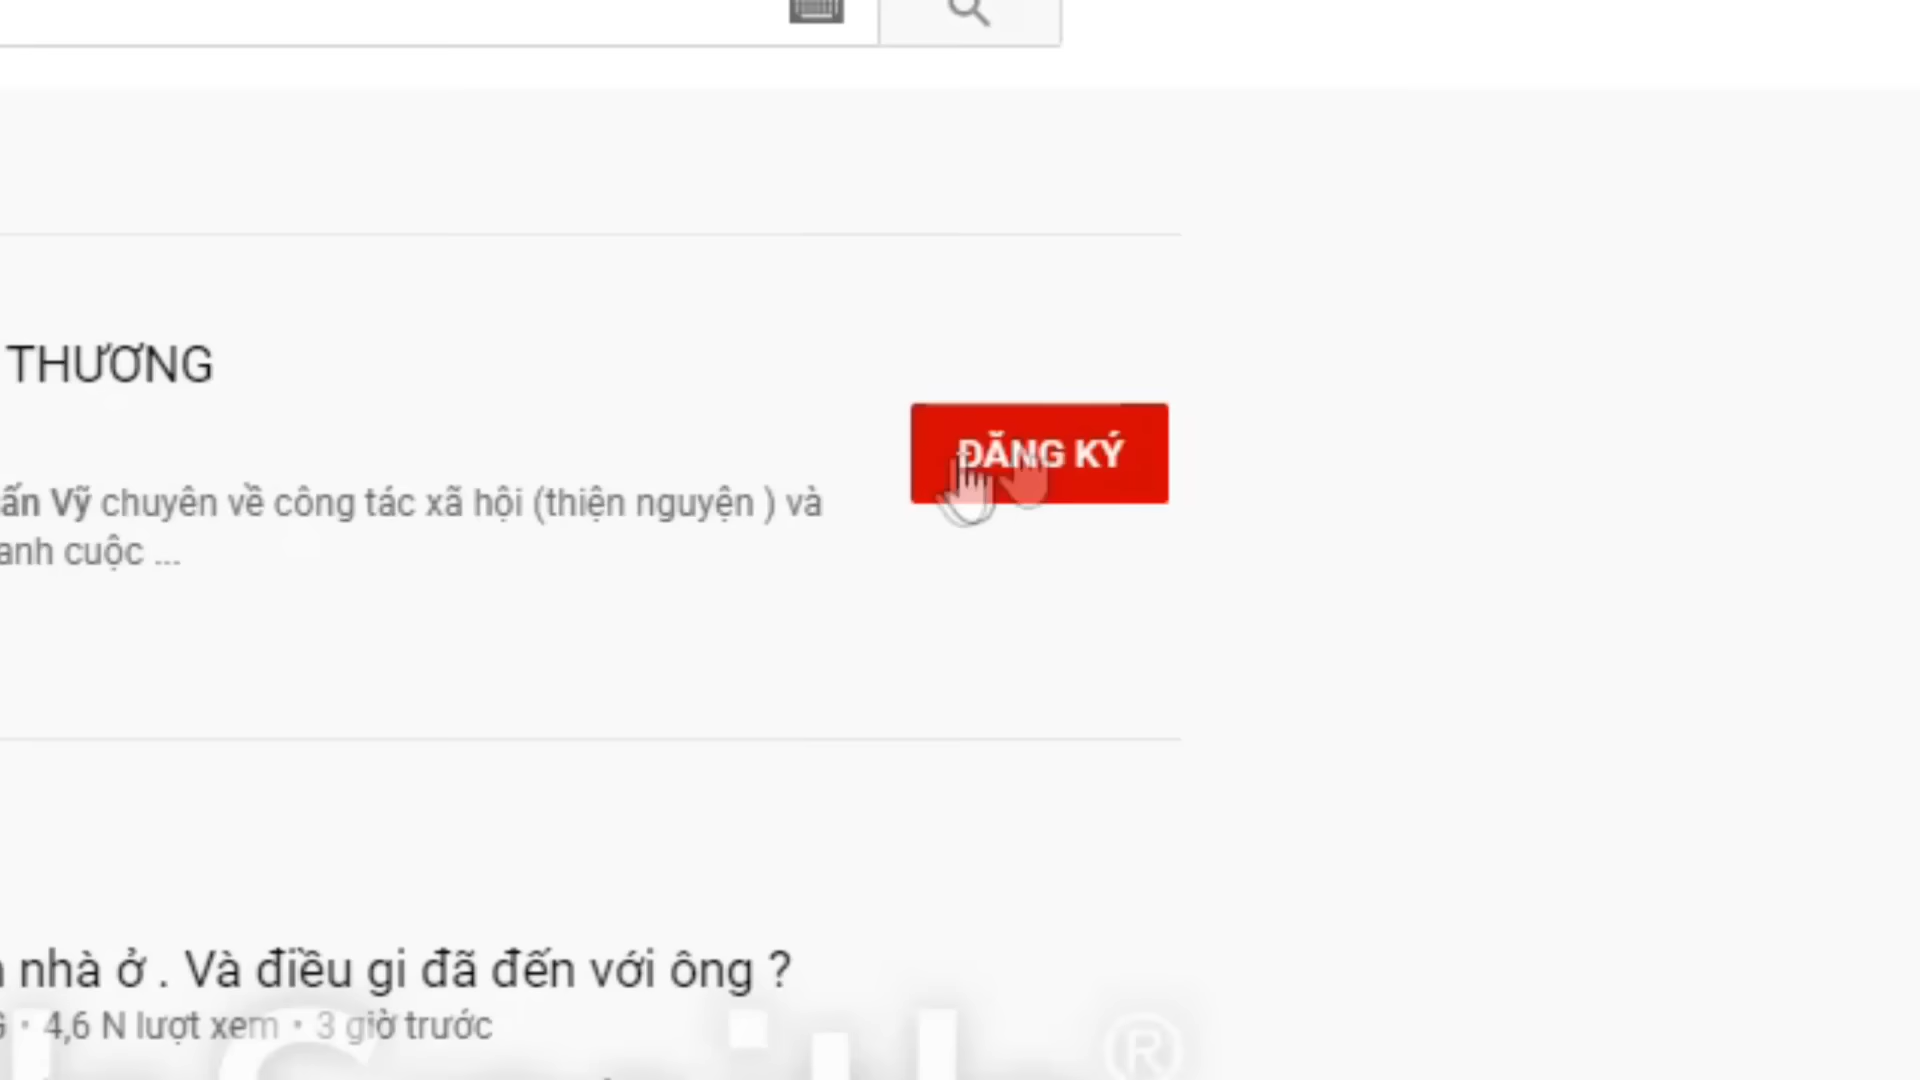 THƯƠNG
ĐĂNG KÝ
ấn Vỹ chuyên về công tác xã hội (thiện nguyện ) và
anh cuộc ...
nhà ở . Và điều gi đã đến với ông ?
4,6 N lượt xem • 3 giờ trước
®